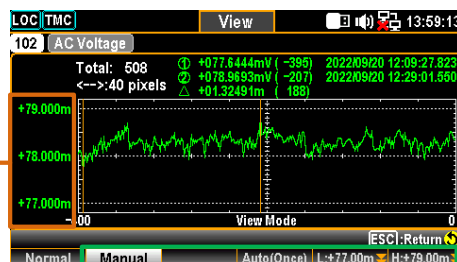 LOC TMC View 13:59:13
102 AC Voltage
Total: 508 ① +077.6444mV ( -395) 2022/09/20 12:09:27.823
<-->:40 pixels ② +078.9693mV ( -207) 2022/09/20 12:29:01.550
△ +01.32491m ( 188)
+79.000m
+78.000m
+77.000m
-400 View Mode 0
ESC:Return
Normal Manual Auto(Once) L:+77.00m H:+79.00m